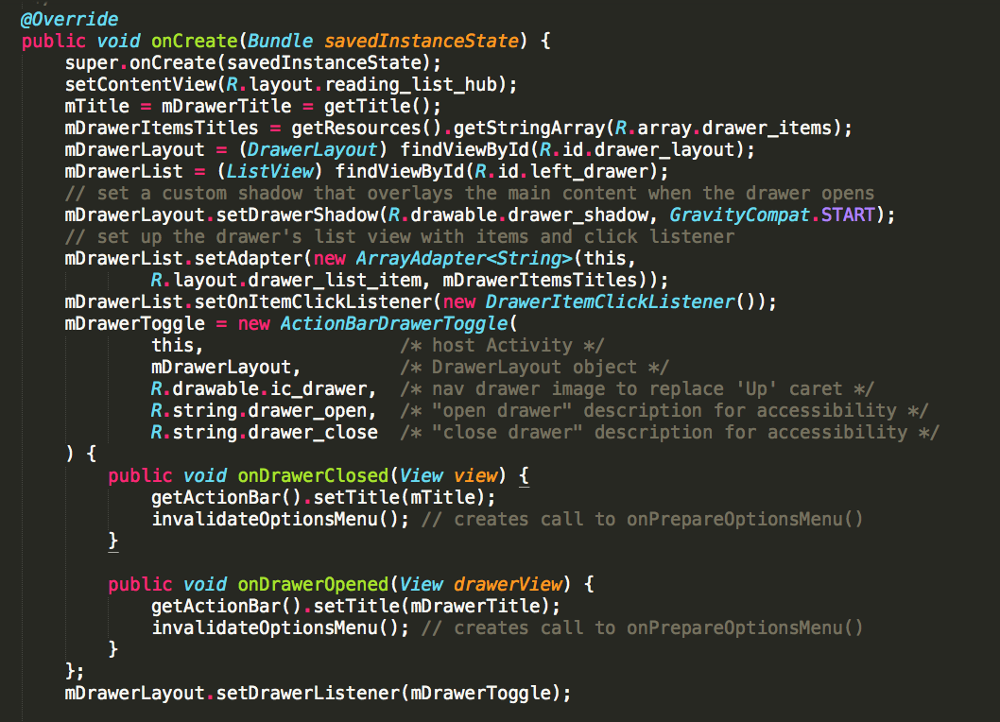 @Override
public void onCreate(Bundle savedInstanceState) {
    super.onCreate(savedInstanceState);
    setContentView(R.layout.reading_list_hub);
    mTitle = mDrawerTitle = getTitle();
    mDrawerItemsTitles = getResources().getStringArray(R.array.drawer_items);
    mDrawerLayout = (DrawerLayout) findViewById(R.id.drawer_layout);
    mDrawerList = (ListView) findViewById(R.id.left_drawer);
    // set a custom shadow that overlays the main content when the drawer opens
    mDrawerLayout.setDrawerShadow(R.drawable.drawer_shadow, GravityCompat.START);
    // set up the drawer's list view with items and click listener
    mDrawerList.setAdapter(new ArrayAdapter<String>(this,
            R.layout.drawer_list_item, mDrawerItemsTitles));
    mDrawerList.setOnItemClickListener(new DrawerItemClickListener());
    mDrawerToggle = new ActionBarDrawerToggle(
            this,                  /* host Activity */
            mDrawerLayout,         /* DrawerLayout object */
            R.drawable.ic_drawer,  /* nav drawer image to replace 'Up' caret */
            R.string.drawer_open,  /* "open drawer" description for accessibility */
            R.string.drawer_close  /* "close drawer" description for accessibility */
    ) {
        public void onDrawerClosed(View view) {
            getActionBar().setTitle(mTitle);
            invalidateOptionsMenu(); // creates call to onPrepareOptionsMenu()
        }

        public void onDrawerOpened(View drawerView) {
            getActionBar().setTitle(mDrawerTitle);
            invalidateOptionsMenu(); // creates call to onPrepareOptionsMenu()
        }
    };
    mDrawerLayout.setDrawerListener(mDrawerToggle);